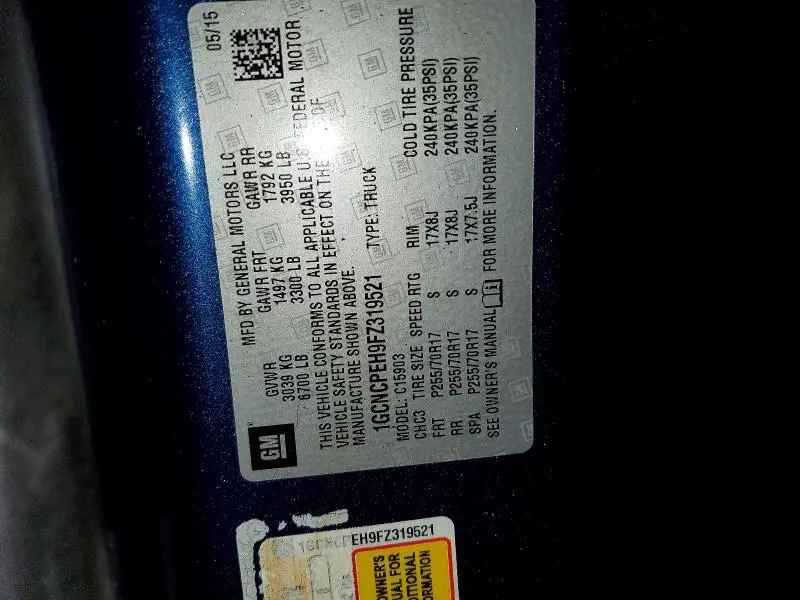 GM
MFD BY GENERAL MOTORS LLC
05/15
GVWR GAWR FRT GAWR RR
3039 KG 1497 KG 1792 KG
6700 LB 3300 LB 3950 LB
THIS VEHICLE CONFORMS TO ALL APPLICABLE U.S. FEDERAL MOTOR
VEHICLE SAFETY STANDARDS IN EFFECT ON THE OF
MANUFACTURE SHOWN ABOVE.
1GCNCPEH9FZ319521 TYPE: TRUCK
MODEL: C15903
CHC3 TIRE SIZE SPEED RTG RIM COLD TIRE PRESSURE
FRT P255/70R17 S 17X8J 240KPA(35PSI)
RR P255/70R17 S 17X8J 240KPA(35PSI)
SPA P255/70R17 S 17X7.5J 240KPA(35PSI)
SEE OWNER'S MANUAL FOR MORE INFORMATION.
1GCNCPEH9FZ319521
OWNER'S
UAL FOR
ITIONAL
ORMATION